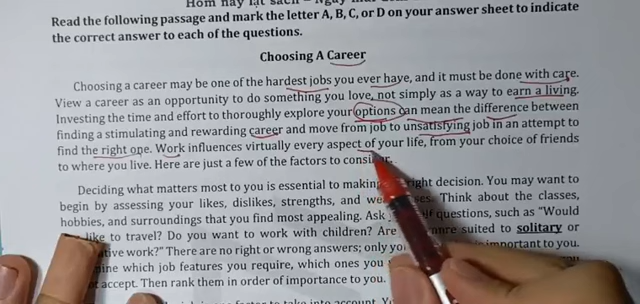 Read the following passage and mark the letter A, B, C, or D on your answer sheet to indicate
the correct answer to each of the questions.
Choosing A Career
Choosing a career may be one of the hardest jobs you ever have, and it must be done with care.
View a career as an opportunity to do something you love, not simply as a way to earn a living.
Investing the time and effort to thoroughly explore your options can mean the difference between
finding a stimulating and rewarding career and move from job to unsatisfying job in an attempt to
find the right one. Work influences virtually every aspect of your life, from your choice of friends
to where you live. Here are just a few of the factors to
Deciding what matters most to you is essential to making right decision. You may want to
begin by assessing your likes, dislikes, strengths, and Think about the classes,
hobbies, and surroundings that you find most appealing. Ask questions, such as "Would
like to travel? Do you want to work with children? Are suited to solitary or
work?" There are no right or wrong answers; only important to you.
which job features you require, which ones you
accept. Then rank them in order of importance to you.